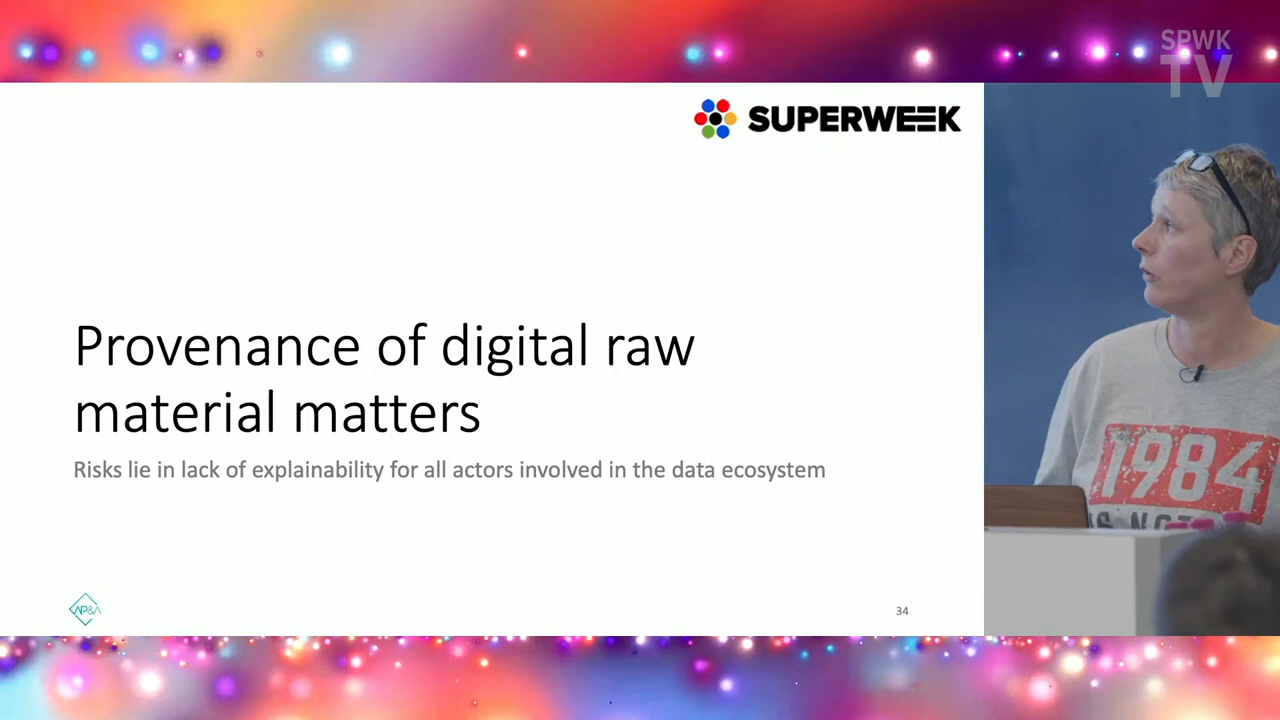 SPWK
TV
SUPERWEEK
Provenance of digital raw
material matters
Risks lie in lack of explainability for all actors involved in the data ecosystem
1984
AP&A
34